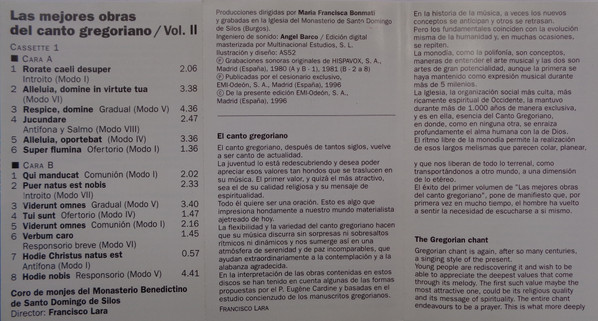 Las mejores obras
del canto gregoriano/Vol. II
CASSETTE 1
CARA A
1 Rorate caeli desuper 2.06
Introito (Modo I)
2 Alleluia, domine in virtute tua 3.38
(Modo VI)
3 Respice, domine Gradual (Modo V) 4.36
4 Jucundare 2.47
Antífona y Salmo (Modo VIII)
5 Alleluia, oportebat (Modo IV) 3.36
6 Super flumina Ofertorio (Modo I) 1.36
CARA B
1 Qui manducat Comunión (Modo I) 2.02
2 Puer natus est nobis 2.33
Introito (Modo VII)
3 Viderunt omnes Gradual (Modo V) 3.40
4 Tui sunt Ofertorio (Modo IV) 1.47
5 Viderunt omnes Comunión (Modo I) 2.16
6 Verbum caro 1.45
Responsorio breve (Modo VI)
7 Hodie Christus natus est 0.57
Antífona (Modo I)
8 Hodie nobis Responsorio (Modo V) 4.41
Coro de monjes del Monasterio Benedictino
de Santo Domingo de Silos
Director: Francisco Lara
Producciones dirigidas por María Francisca Bonmatí
y grabadas en la Iglesia del Monasterio de Santo Domingo
de Silos (Burgos).
Ingeniero de sonido: Angel Barco / Edición digital
masterizada por Multinacional Estudios, S. L.
Ilustración y diseño: A552
℗ Grabaciones sonoras originales de HISPAVOX, S. A.,
Madrid (España), 1980 (A y B - 1), 1981 (B - 2 a 8)
℗ Publicadas por el cesionario exclusivo,
EMI-Odeón, S. A., Madrid (España), 1996
℗ De la presente edición EMI-Odeón, S. A.,
Madrid (España), 1996
El canto gregoriano
El canto gregoriano, después de tantos siglos, vuelve
a ser canto de actualidad.
La juventud lo está redescubriendo y desea poder
apreciar esos valores tan hondos que se traslucen en
su música. El primer valor, y quizá el más atractivo,
sea el de su calidad religiosa y su mensaje de
espiritualidad.
Todo él quiere ser una oración. Esto es algo que
impresiona hondamente a nuestro mundo materialista
ajetreado de hoy.
La flexibilidad y la variedad del canto gregoriano hacen
que su música discurra sin sorpresas ni sobresaltos
rítmicos ni dinámicos y nos sumerge así en una
atmósfera de serenidad y de paz incomparables, que
ayudan extraordinariamente a la contemplación y a la
alabanza agradecida.
En la interpretación de las obras contenidas en estos
discos se han tenido en cuenta algunas de las formas
propuestas por el P. Eugène Cardine y basadas en el
estudio concienzudo de los manuscritos gregorianos.
FRANCISCO LARA
En la historia de la música, a veces los nuevos
conceptos se anticipan y otros se retrasan.
Pero los fundamentales coinciden con la evolución
misma de la humanidad y, en muchas ocasiones,
se repiten.
La monodia, como la polifonía, son conceptos,
maneras de entender el arte musical y las dos son
artes de gran potencialidad, aunque la primera se
haya mantenido como expresión musical durante
más de 5 milenios.
La iglesia, la organización social más culta, más
ricamente espiritual de Occidente, la mantuvo
durante más de 1.000 años de manera exclusiva,
y es en ella, esencia del Canto Gregoriano,
en donde, como en ninguna otra, se enraíza
profundamente el alma humana con la de Dios.
El ritmo libre de la monodia permite la realización
de esos largos melismas que parecen colar, planear,
y que nos liberan de todo lo terrenal, como
transportándonos a otro mundo, a una dimensión
de lo etéreo.
El éxito del primer volumen de "Las mejores obras
del canto gregoriano", pone de manifiesto que, por
primera vez en mucho tiempo, el hombre ha vuelto
a sentir la necesidad de escucharse a sí mismo.
The Gregorian chant
Gregorian chant is again, after so many centuries,
a singing style of the present.
Young people are rediscovering it and wish to be
able to appreciate the deepest values that come
through its melody. The first such value maybe the
most attractive one, could be its religious quality
and its message of spirituality. The entire chant
endeavours to be a prayer. This is what more deeply